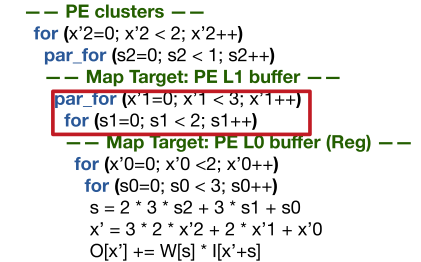 —— PE clusters ——
for (x'2=0; x'2 < 2; x'2++)
par_for (s2=0; s2 < 1; s2++)
—— Map Target: PE L1 buffer ——
par_for (x'1=0; x'1 < 3; x'1++)
for (s1=0; s1 < 2; s1++)
—— Map Target: PE L0 buffer (Reg) ——
for (x'0=0; x'0 <2; x'0++)
for (s0=0; s0 < 3; s0++)
s = 2 * 3 * s2 + 3 * s1 + s0
x' = 3 * 2 * x'2 + 2 * x'1 + x'0
O[x'] += W[s] * I[x'+s]